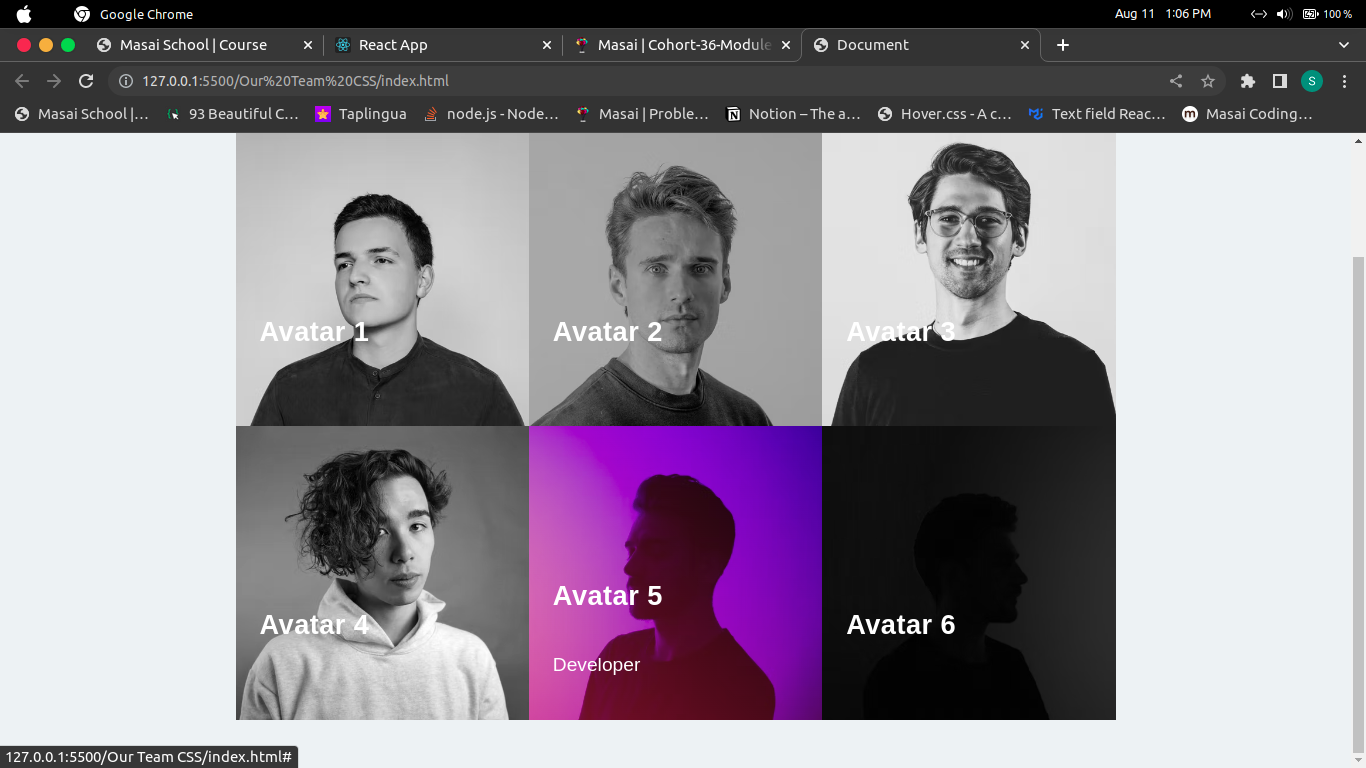 Google Chrome
Aug 11 1:06 PM
100 %
Masai School | Course
React App
Masai | Cohort-36-Module
Document
127.0.0.1:5500/Our%20Team%20CSS/index.html
S
Masai School |…
93 Beautiful C…
Taplingua
node.js - Node…
Masai | Proble…
Notion – The a…
Hover.css - A c…
Text field Reac…
m
Masai Coding…
Avatar 1
Avatar 2
Avatar 3
Avatar 4
Avatar 5
Developer
Avatar 6
127.0.0.1:5500/Our Team CSS/index.html#